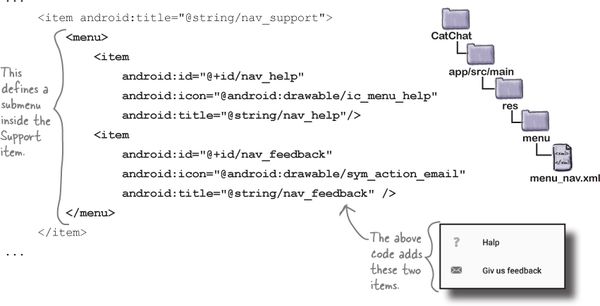 ...
<item android:title="@string/nav_support">
<menu>
<item
android:id="@+id/nav_help"
android:icon="@android:drawable/ic_menu_help"
android:title="@string/nav_help"/>
<item
android:id="@+id/nav_feedback"
android:icon="@android:drawable/sym_action_email"
android:title="@string/nav_feedback" />
</menu>
</item>
...
This
defines a
submenu
inside the
Support
item.
CatChat
app/src/main
res
menu
<xml>
</xml>
menu_nav.xml
The above
code adds
these two
items.
?
Halp
Giv us feedback